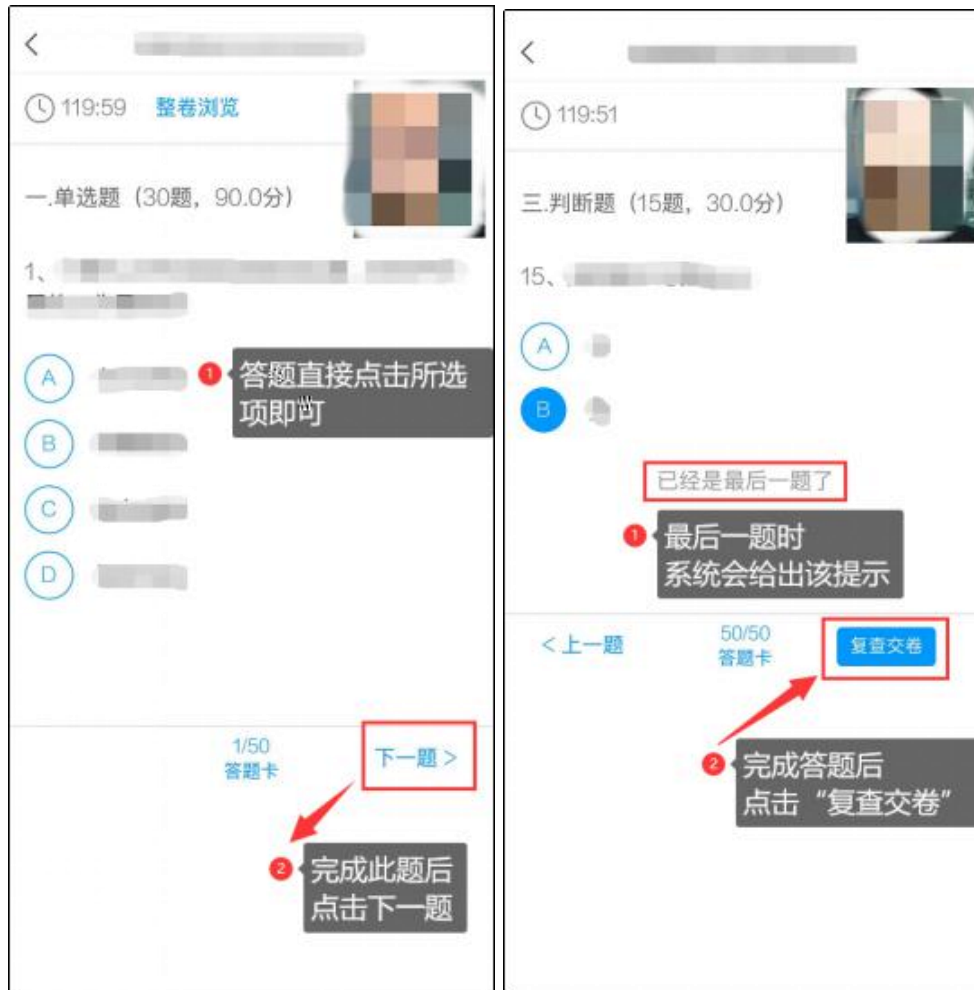 119:59 整卷浏览
一.单选题（30题，90.0分）
1、
A
1 答题直接点击所选
项即可
B
C
D
1/50
答题卡
下一题 >
2 完成此题后
点击下一题
119:51
三.判断题（15题，30.0分）
15、
A
B
已经是最后一题了
1 最后一题时
系统会给出该提示
< 上一题
50/50
答题卡
复查交卷
2 完成答题后
点击“复查交卷”